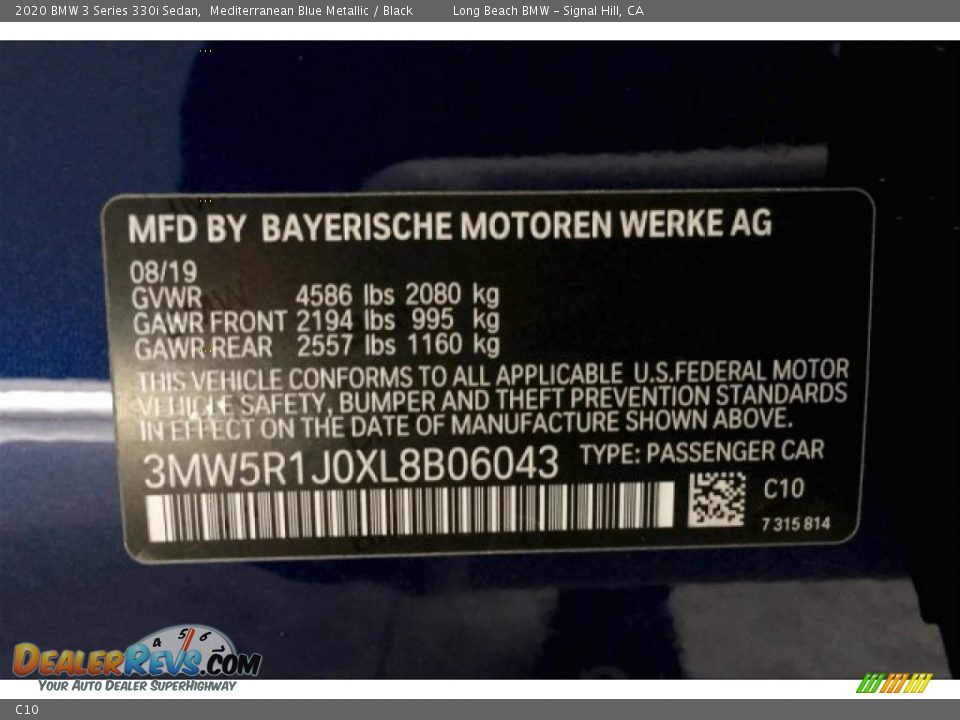 2020 BMW 3 Series 330i Sedan, Mediterranean Blue Metallic / Black Long Beach BMW - Signal Hill, CA
MFD BY BAYERISCHE MOTOREN WERKE AG
08/19
GVWR 4586 lbs 2080 kg
GAWR FRONT 2194 lbs 995 kg
GAWR REAR 2557 lbs 1160 kg
THIS VEHICLE CONFORMS TO ALL APPLICABLE U.S.FEDERAL MOTOR
VEHICLE SAFETY, BUMPER AND THEFT PREVENTION STANDARDS
IN EFFECT ON THE DATE OF MANUFACTURE SHOWN ABOVE.
3MW5R1J0XL8B06043 TYPE: PASSENGER CAR
C10
7 315 814
4 5 6
DEALERREVS.COM
YOUR AUTO DEALER SUPERHIGHWAY
C10